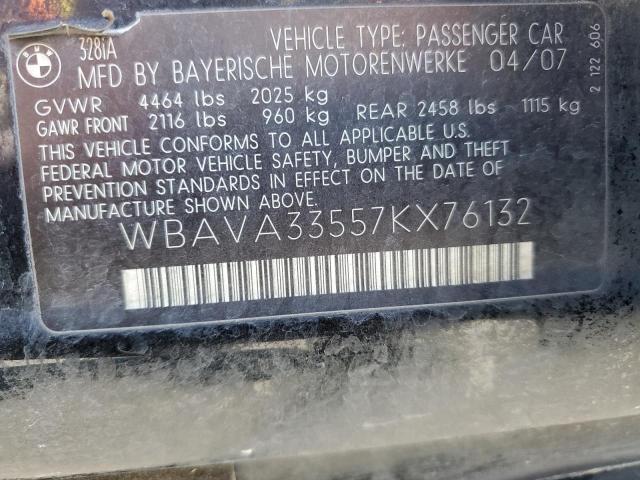 BMW
328iA
VEHICLE TYPE: PASSENGER CAR
MFD BY BAYERISCHE MOTORENWERKE 04/07
GVWR 4464 lbs 2025 kg
GAWR FRONT 2116 lbs 960 kg REAR 2458 lbs 1115 kg
THIS VEHICLE CONFORMS TO ALL APPLICABLE U.S.
FEDERAL MOTOR VEHICLE SAFETY, BUMPER AND THEFT
PREVENTION STANDARDS IN EFFECT ON THE DATE OF
MANUFACTURE SHOWN ABOVE.
WBAVA33557KX76132
2 122 606